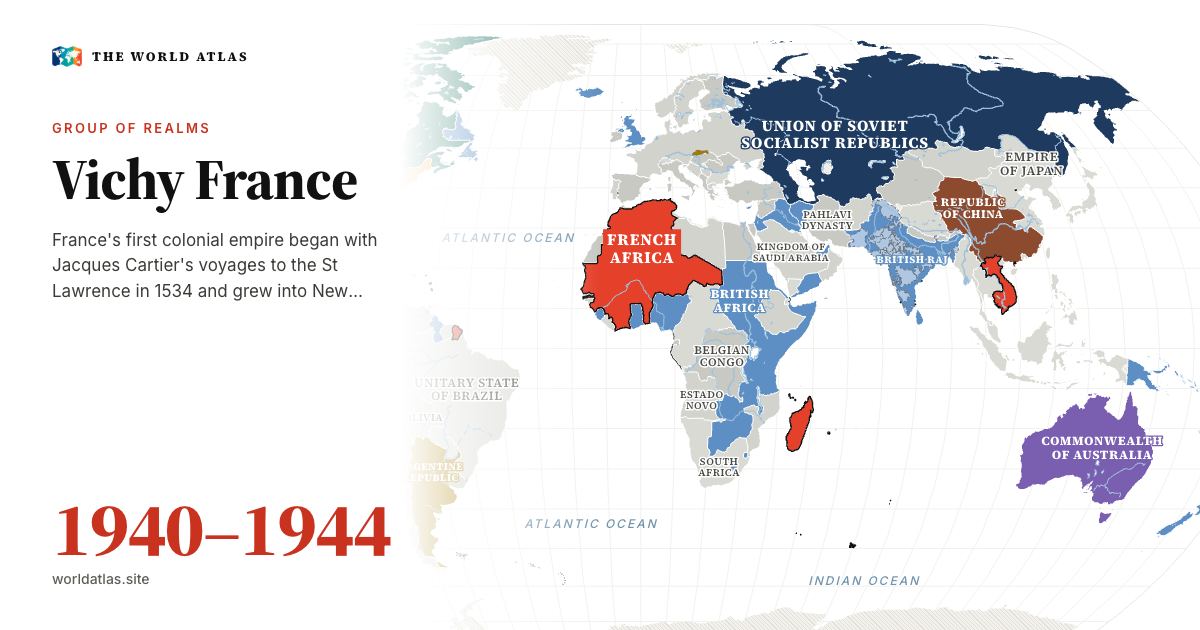 THE WORLD ATLAS
GROUP OF REALMS
Vichy France
France's first colonial empire began with
Jacques Cartier's voyages to the St
Lawrence in 1534 and grew into New...
1940–1944
worldatlas.site
UNION OF SOVIET
SOCIALIST REPUBLICS
EMPIRE
OF JAPAN
REPUBLIC
OF CHINA
PAHLAVI
DYNASTY
KINGDOM OF
SAUDI ARABIA
BRITISH RAJ
ATLANTIC OCEAN
FRENCH
AFRICA
BRITISH
AFRICA
BELGIAN
CONGO
ESTADO
NOVO
SOUTH
AFRICA
UNITARY STATE
OF BRAZIL
LIVIA
GENTINE
EPUBLIC
COMMONWEALTH
OF AUSTRALIA
ATLANTIC OCEAN
INDIAN OCEAN